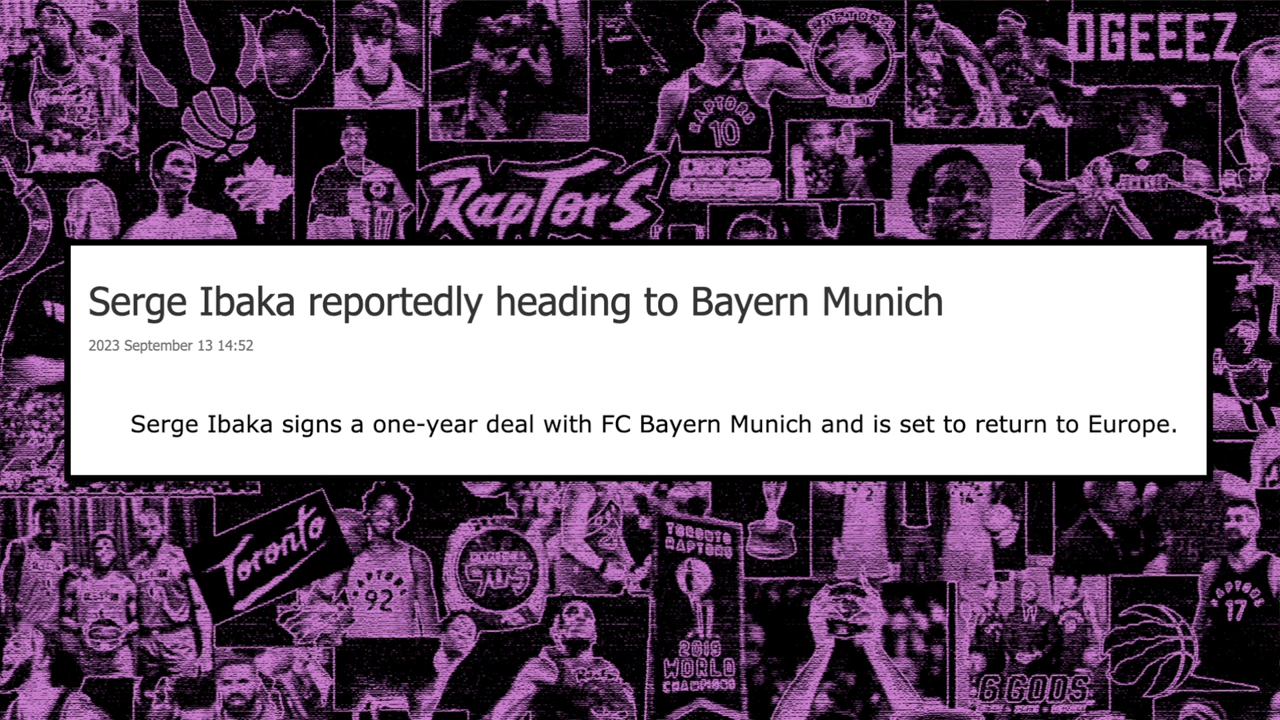 OGEEEZ
RAPTORS
10
RapTorS
Serge Ibaka reportedly heading to Bayern Munich
2023 September 13 14:52
Serge Ibaka signs a one-year deal with FC Bayern Munich and is set to return to Europe.
Toronto
RAPTORS
92
TORONTO
RAPTORS
2019
WORLD
CHAMPIONS
6 GODS
RAPTORS
17